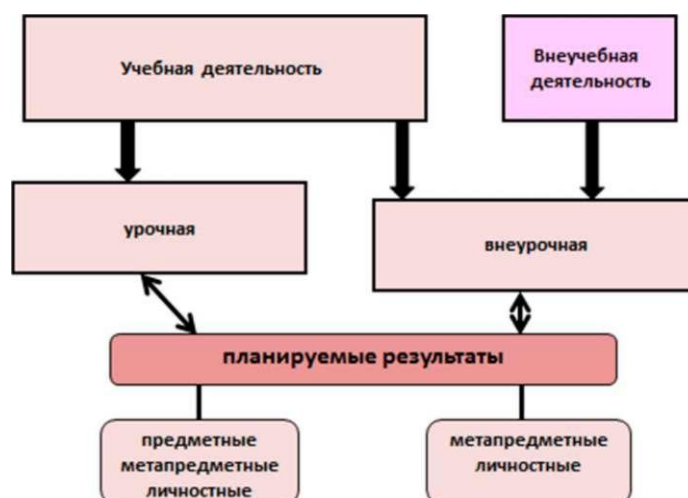 Учебная деятельность
Внеучебная
деятельность
урочная
внеурочная
планируемые результаты
предметные
метапредметные
личностные
метапредметные
личностные